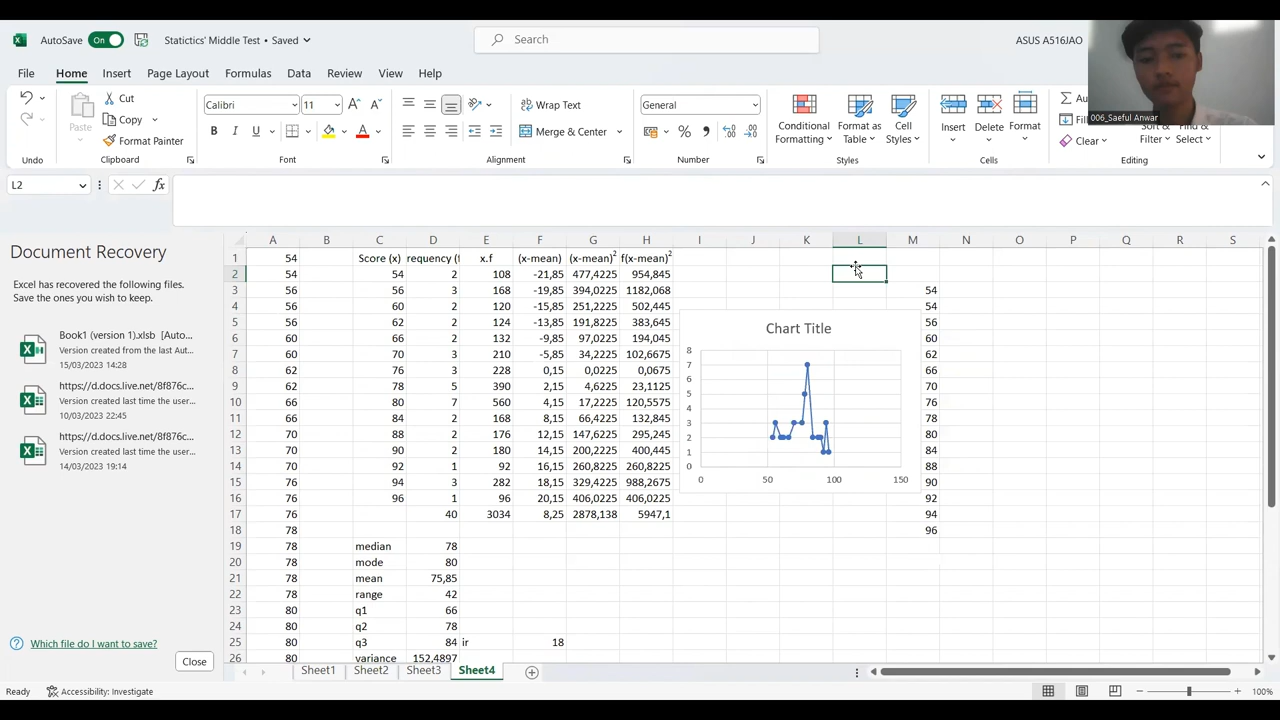 AutoSave On Statictics' Middle Test • Saved Search ASUS A516JAO
File Home Insert Page Layout Formulas Data Review View Help
006_Saeful Anwar
Cut Calibri 11 Wrap Text General
Copy
Format Painter Merge & Center
Paste Conditional Formatting Format as Table Cell Styles Insert Delete Format Clear
Undo Clipboard Font Alignment Number Styles Cells Editing
L2 fx
Document Recovery
Excel has recovered the following files.
Save the ones you wish to keep.
Book1 (version 1).xlsb [Auto...
Version created from the last Aut...
15/03/2023 14:28
https://d.docs.live.net/8f876c...
Version created last time the user...
10/03/2023 22:45
https://d.docs.live.net/8f876c...
Version created last time the user...
14/03/2023 19:14
Which file do I want to save?
Close
A B C D E F G H I J K L M N O P Q R S
1 54 Score (x) requency (f x.f (x-mean) (x-mean)² f(x-mean)²
2 54 54 2 108 -21,85 477,4225 954,845
3 56 56 3 168 -19,85 394,0225 1182,068 54
4 56 60 2 120 -15,85 251,2225 502,445 54
5 56 62 2 124 -13,85 191,8225 383,645 56
6 60 66 2 132 -9,85 97,0225 194,045 60
7 60 70 3 210 -5,85 34,2225 102,6675 62
8 62 76 3 228 0,15 0,0225 0,0675 66
9 62 78 5 390 2,15 4,6225 23,1125 70
10 66 80 7 560 4,15 17,2225 120,5575 76
11 66 84 2 168 8,15 66,4225 132,845 78
12 70 88 2 176 12,15 147,6225 295,245 80
13 70 90 2 180 14,15 200,2225 400,445 84
14 70 92 1 92 16,15 260,8225 260,8225 88
15 76 94 3 282 18,15 329,4225 988,2675 90
16 76 96 1 96 20,15 406,0225 406,0225 92
17 76 40 3034 8,25 2878,138 5947,1 94
18 78 96
19 78 median 78
20 78 mode 80
21 78 mean 75,85
22 78 range 42
23 80 q1 66
24 80 q2 78
25 80 q3 84 ir 18
26 80 variance 152,4897
Chart Title
8
7
6
5
4
3
2
1
0
0 50 100 150
Sheet1 Sheet2 Sheet3 Sheet4
Ready Accessibility: Investigate 100%